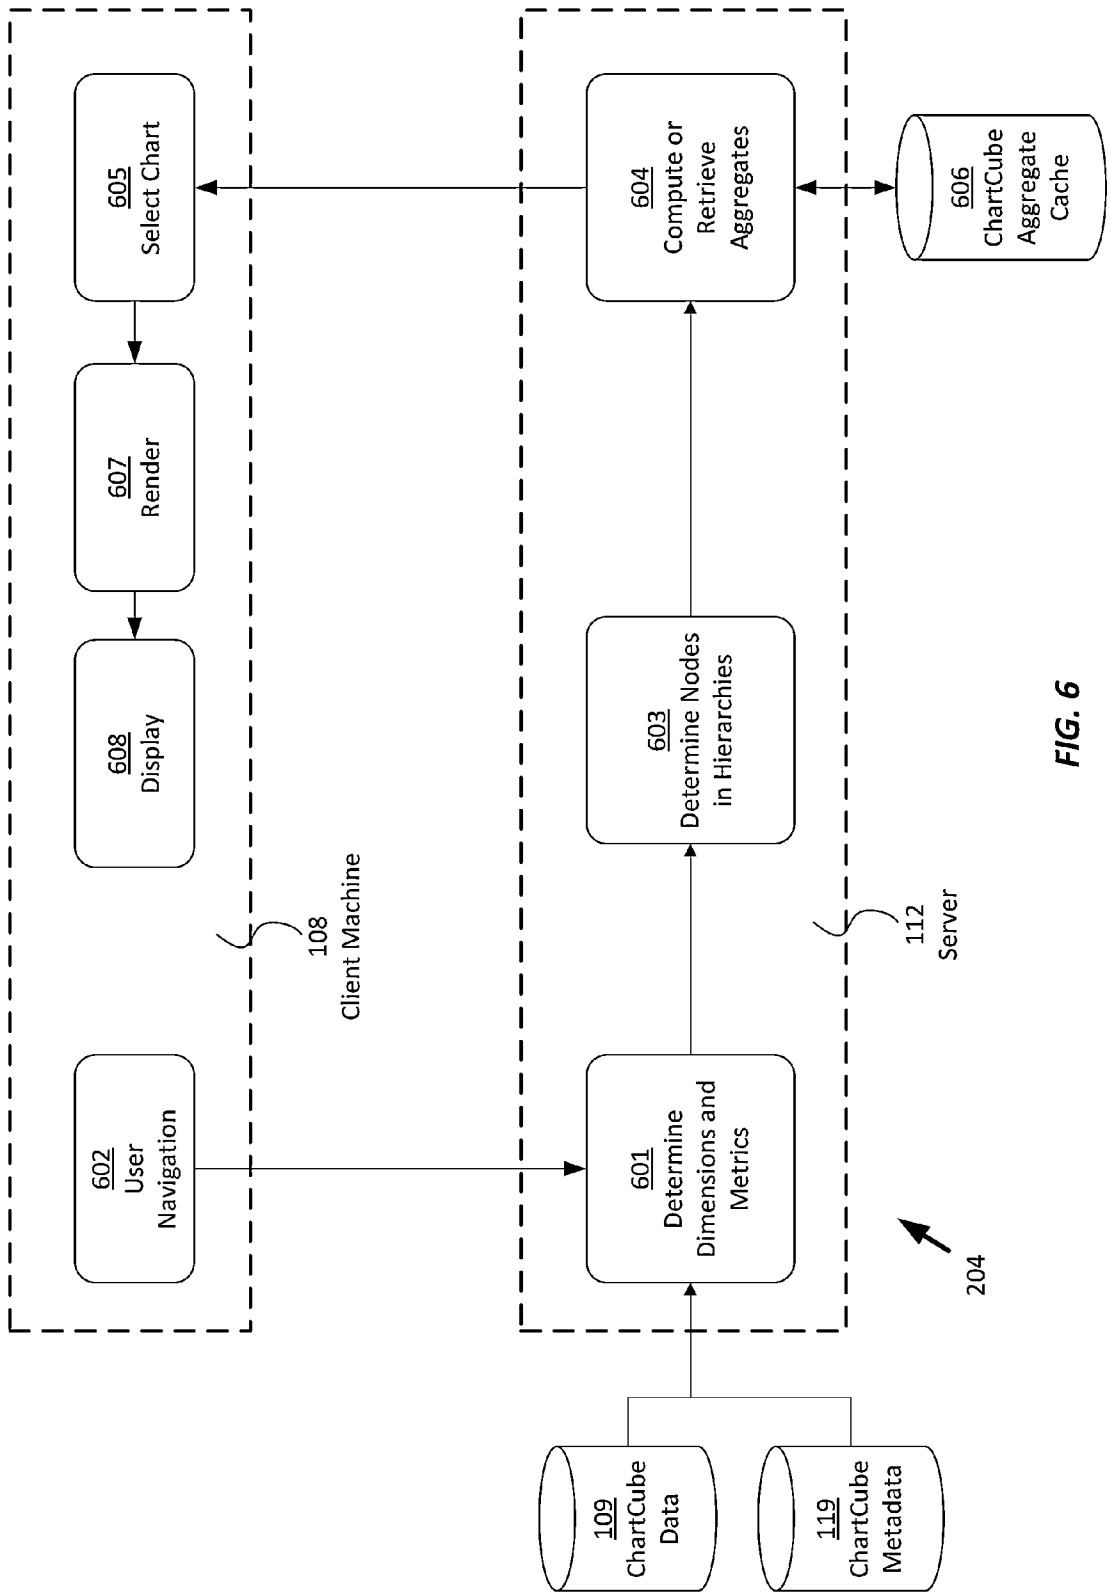 602
User
Navigation
608
Display
607
Render
605
Select Chart
108
Client Machine
109
ChartCube
Data
119
ChartCube
Metadata
601
Determine
Dimensions and
Metrics
603
Determine Nodes
in Hierarchies
604
Compute or
Retrieve
Aggregates
606
ChartCube
Aggregate
Cache
112
Server
204
FIG. 6